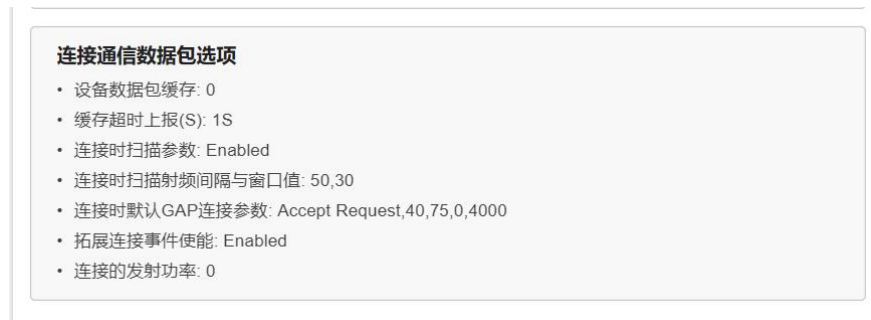 连接通信数据包选项
• 设备数据包缓存: 0
• 缓存超时上报(S): 1S
• 连接时扫描参数: Enabled
• 连接时扫描射频间隔与窗口值: 50,30
• 连接时默认GAP连接参数: Accept Request,40,75,0,4000
• 拓展连接事件使能: Enabled
• 连接的发射功率: 0